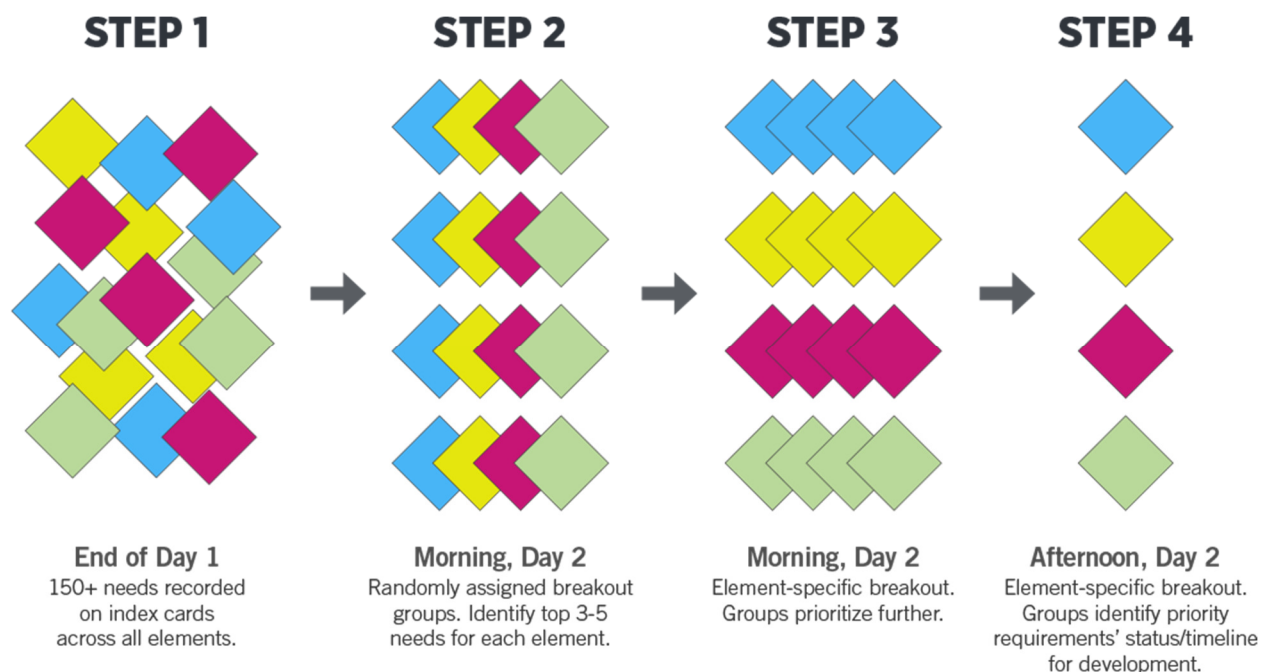 STEP 1
End of Day 1
150+ needs recorded
on index cards
across all elements.
STEP 2
Morning, Day 2
Randomly assigned breakout
groups. Identify top 3-5
needs for each element.
STEP 3
Morning, Day 2
Element-specific breakout.
Groups prioritize further.
STEP 4
Afternoon, Day 2
Element-specific breakout.
Groups identify priority
requirements’ status/timeline
for development.